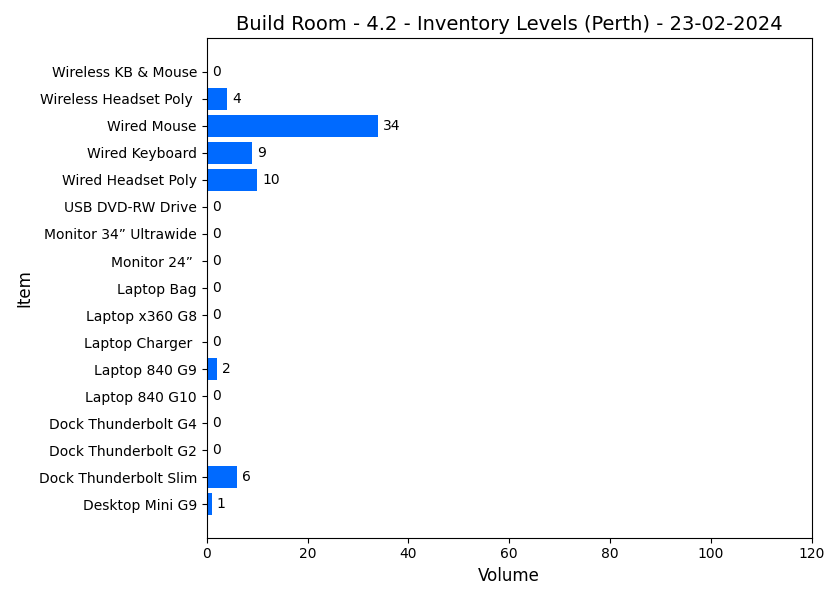 Build Room - 4.2 - Inventory Levels (Perth) - 23-02-2024
Wireless KB & Mouse 0
Wireless Headset Poly 4
Wired Mouse 34
Wired Keyboard 9
Wired Headset Poly 10
USB DVD-RW Drive 0
Monitor 34” Ultrawide 0
Monitor 24” 0
Laptop Bag 0
Laptop x360 G8 0
Laptop Charger 0
Laptop 840 G9 2
Laptop 840 G10 0
Dock Thunderbolt G4 0
Dock Thunderbolt G2 0
Dock Thunderbolt Slim 6
Desktop Mini G9 1
Item
0 20 40 60 80 100 120
Volume